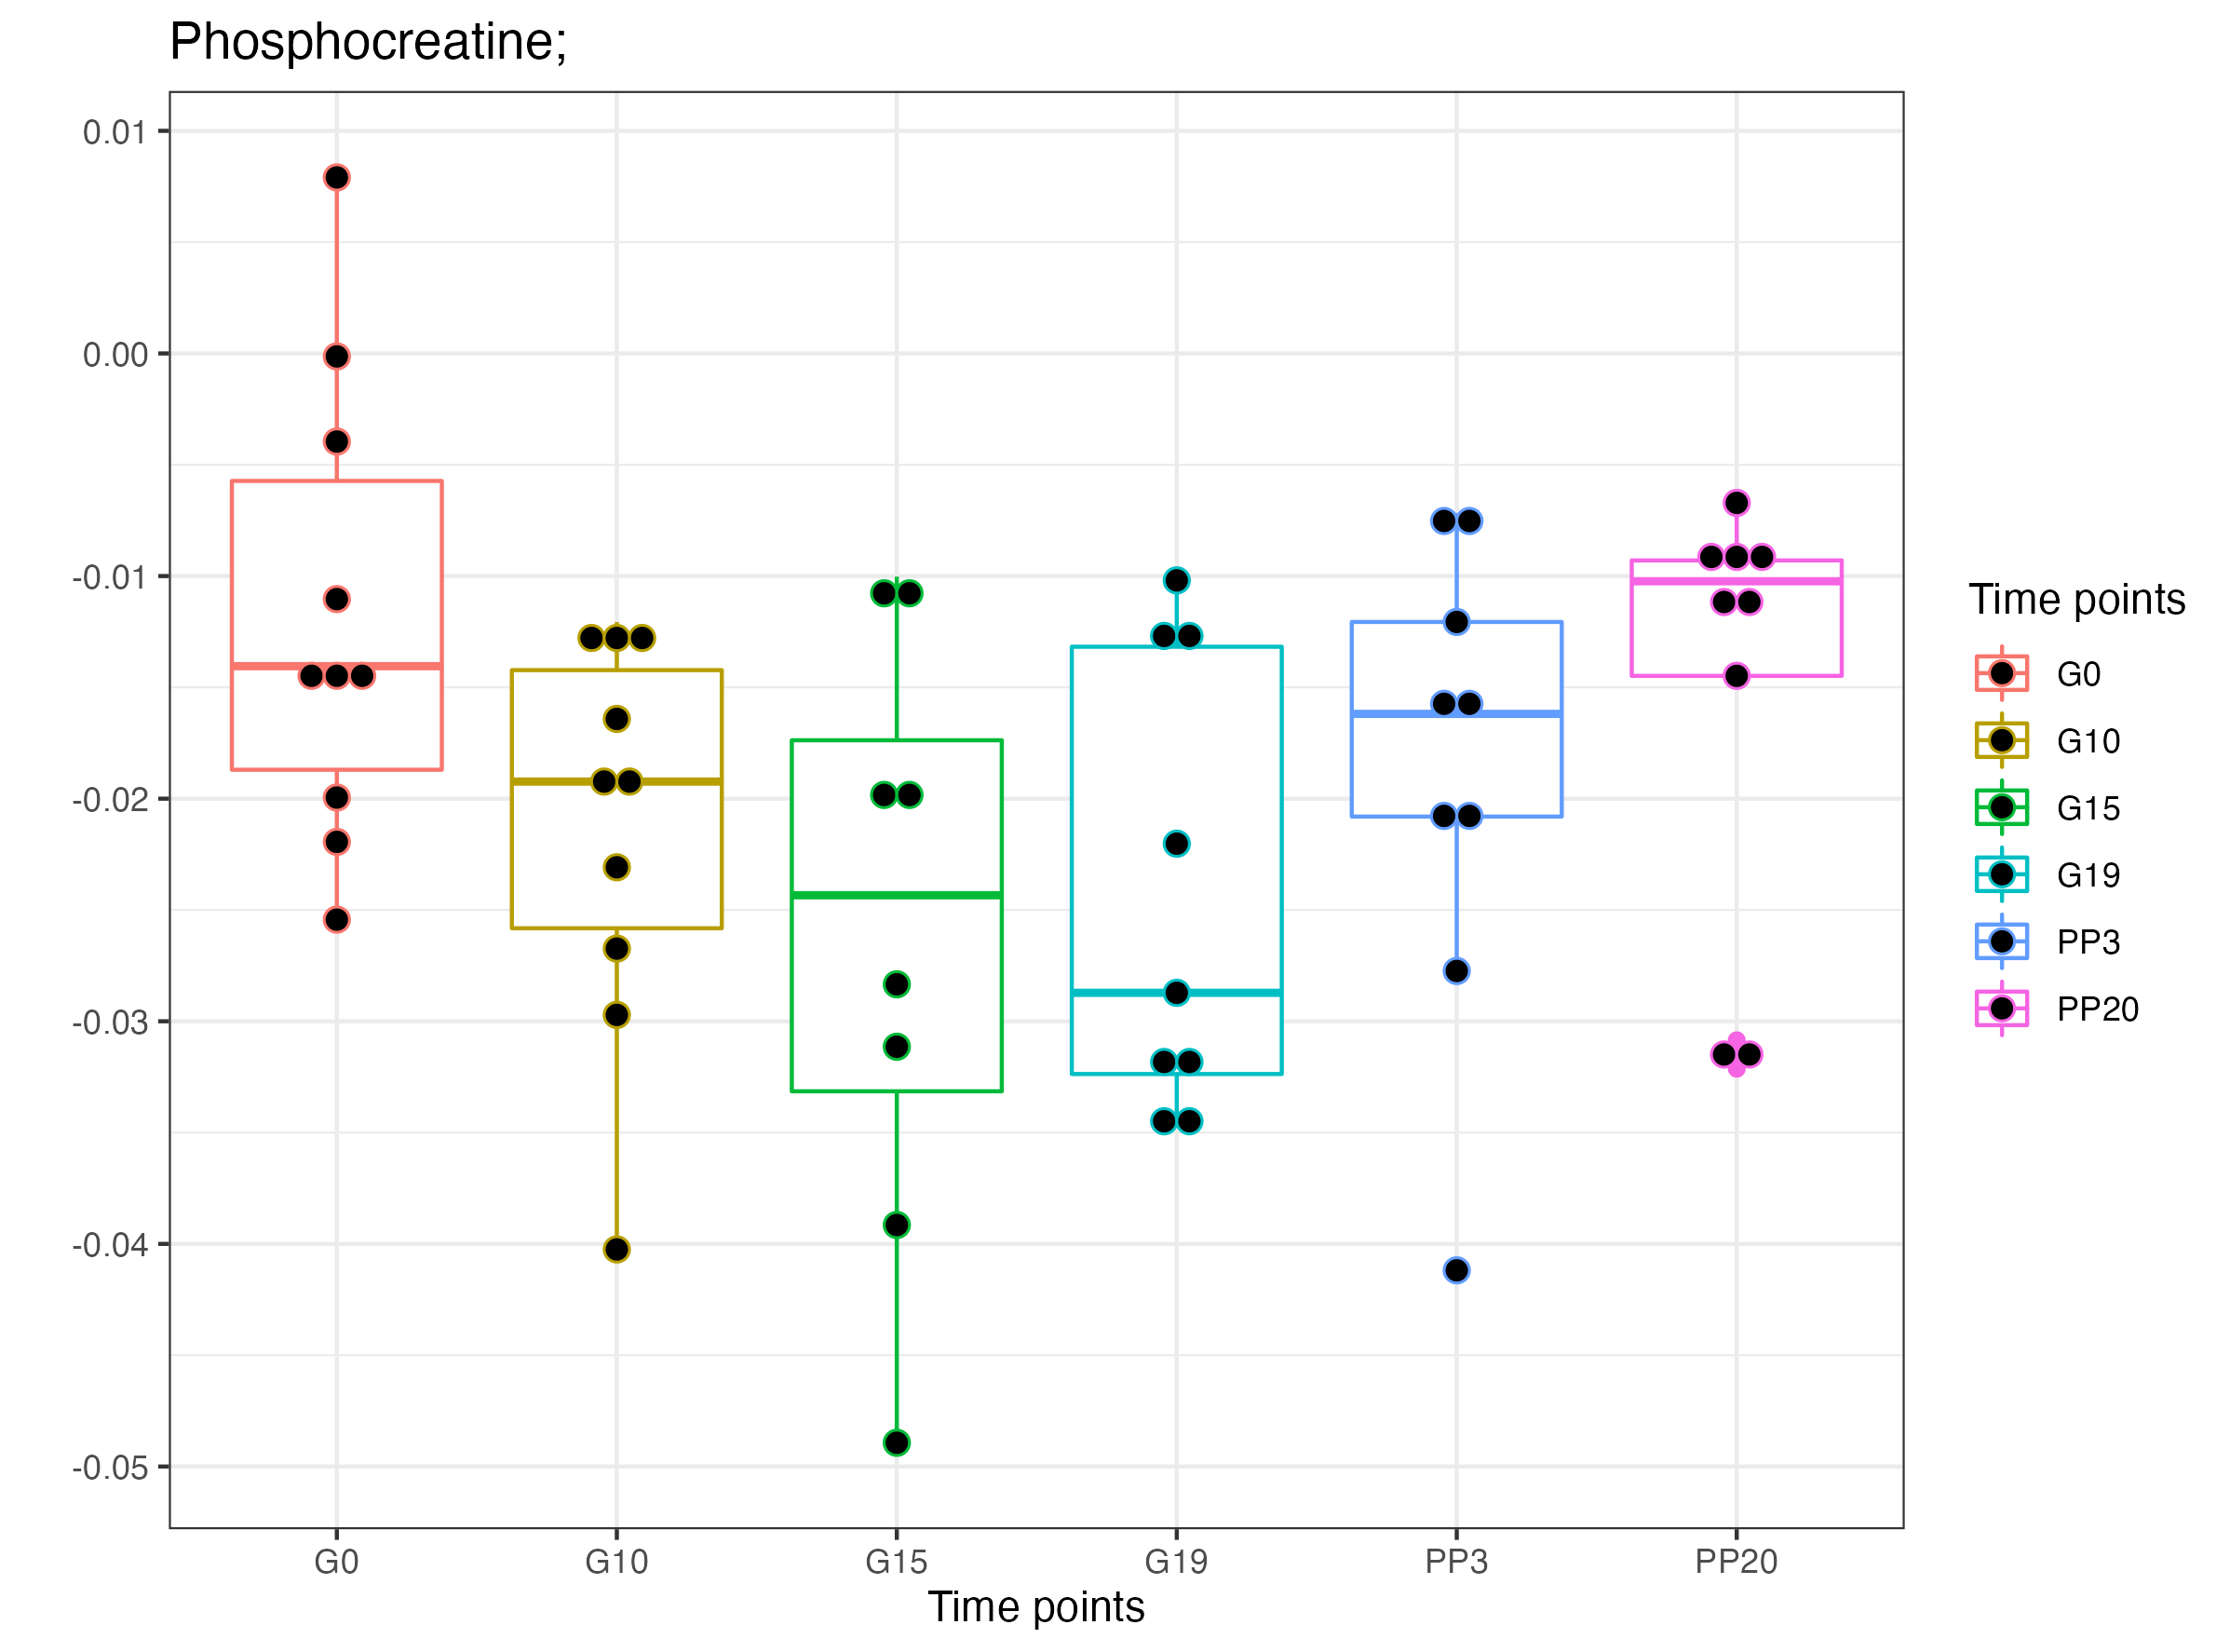 Phosphocreatine;
0.01
0.00
-0.01
-0.02
-0.03
-0.04
-0.05
G0 G10 G15 G19 PP3 PP20
Time points
Time points
G0
G10
G15
G19
PP3
PP20